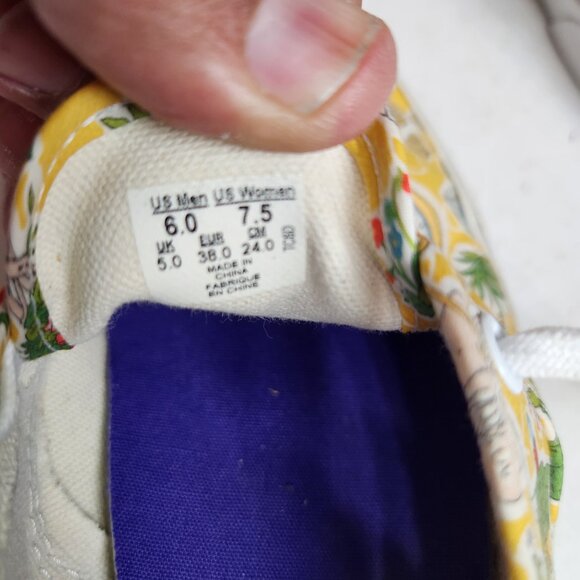 US Men US Women
6.0 7.5
UK EUR CM
5.0 38.0 24.0
MADE IN
CHINA
FABRIQUE
EN CHINE